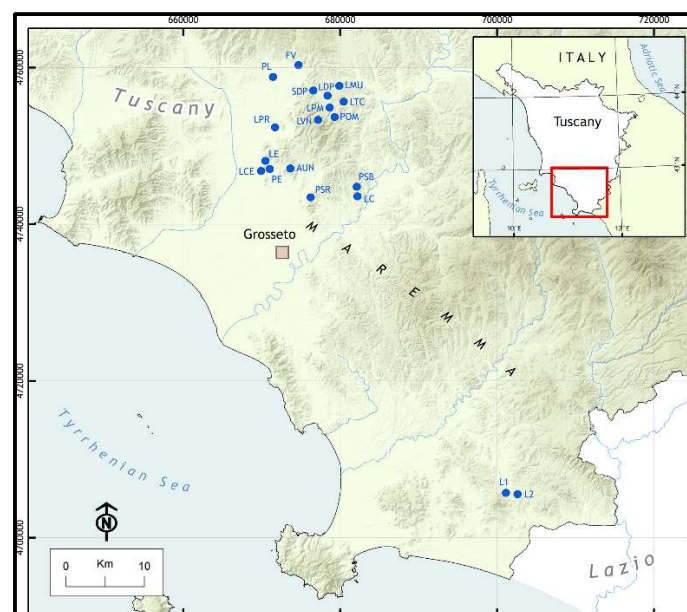 660000
680000
700000
720000
4760000
4740000
4720000
4700000
FV
PL
LDP
LMU
SDP
LPM
LTC
LPR
LVN
POM
LE
LCE
PE
AUN
PSR
PSB
LC
Tuscany
Grosseto
MAREMMA
Tyrrhenian Sea
L1
L2
Lazio
N
Km
0
10
ITALY
Adriatic Sea
Tuscany
Tyrrhenian Sea
10°E
12°E